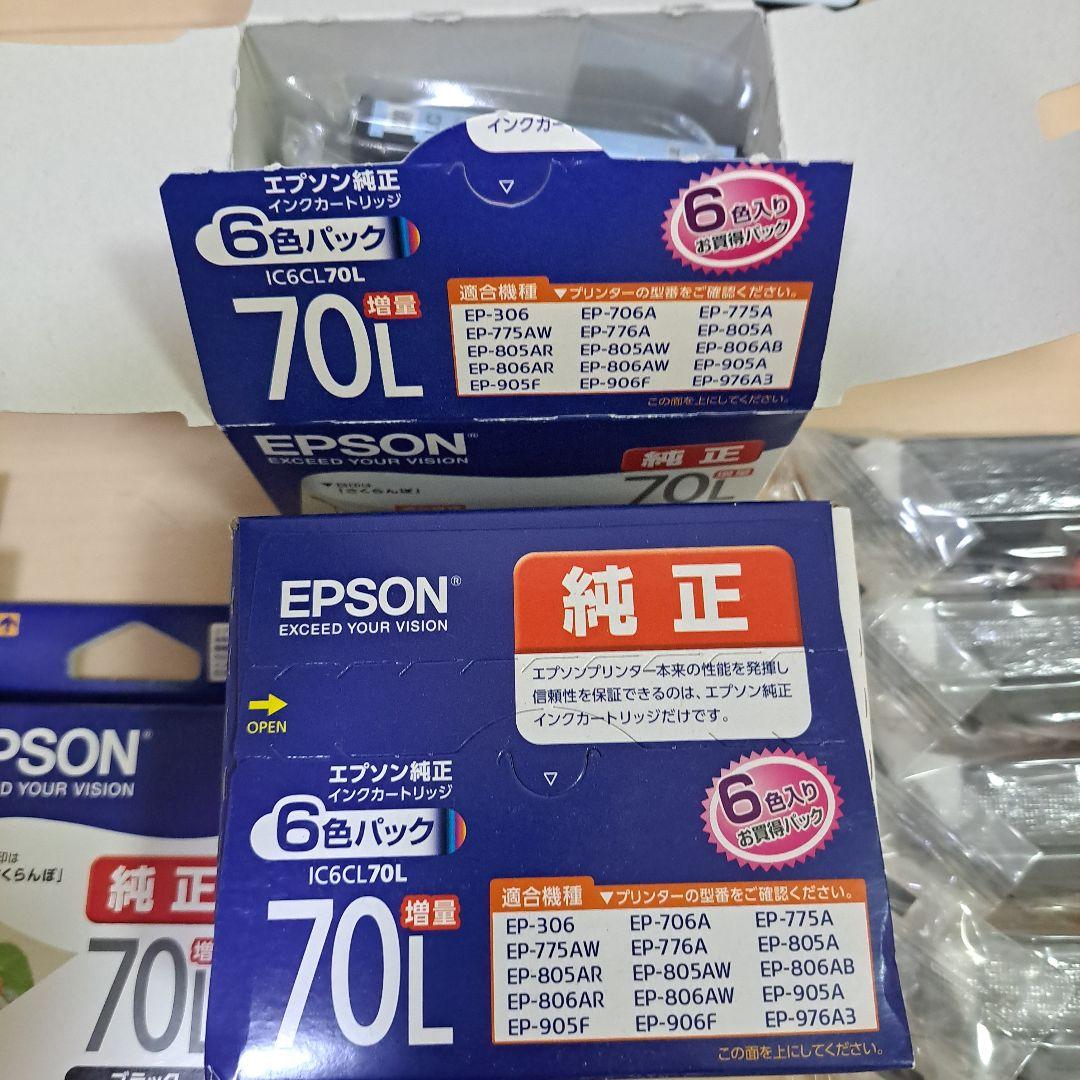 インクカー
エプソン純正
インクカートリッジ
6色パック
IC6CL70L
70L 増量
6色入り
お買得パック
適合機種 ▼プリンターの型番をご確認ください。
EP-306 EP-706A EP-775A
EP-775AW EP-776A EP-805A
EP-805AR EP-805AW EP-806AB
EP-806AR EP-806AW EP-905A
EP-905F EP-906F EP-976A3
この面を上にしてください。
EPSON®
EXCEED YOUR VISION
「さくらんぼ」
純正
増量
70L
EPSON®
EXCEED YOUR VISION
純正
エプソンプリンター本来の性能を発揮し
信頼性を保証できるのは、エプソン純正
インクカートリッジだけです。
OPEN
エプソン純正
インクカートリッジ
6色パック
IC6CL70L
70L 増量
6色入り
お買得パック
適合機種 ▼プリンターの型番をご確認ください。
EP-306 EP-706A EP-775A
EP-775AW EP-776A EP-805A
EP-805AR EP-805AW EP-806AB
EP-806AR EP-806AW EP-905A
EP-905F EP-906F EP-976A3
この面を上にしてください。
PSON®
D YOUR VISION
印は
くらんぼ」
純正
70L 増
ブラック